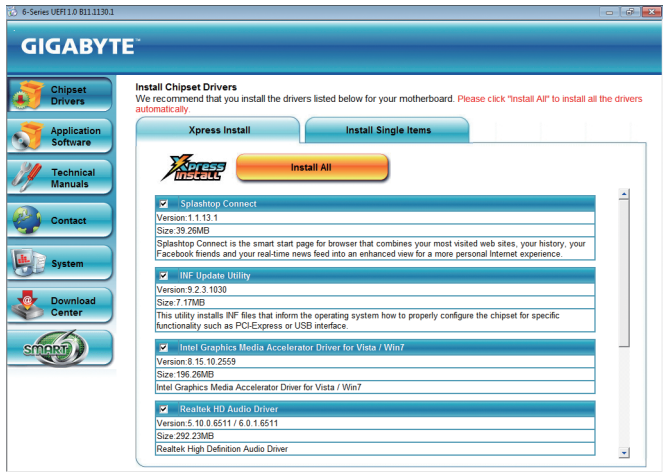 6-Series UEFI 1.0 B11.1130.1
GIGABYTE™
Chipset
Drivers
Application
Software
Technical
Manuals
Contact
System
Download
Center
SMART
Install Chipset Drivers
We recommend that you install the drivers listed below for your motherboard. Please click "Install All" to install all the drivers
automatically.
Xpress Install
Install Single Items
Xpress
Install
Install All
Splashtop Connect
Version:1.1.13.1
Size:39.26MB
Splashtop Connect is the smart start page for browser that combines your most visited web sites, your history, your
Facebook friends and your real-time news feed into an enhanced view for a more personal Internet experience.
INF Update Utility
Version:9.2.3.1030
Size:7.17MB
This utility installs INF files that inform the operating system how to properly configure the chipset for specific
functionality such as PCI-Express or USB interface.
Intel Graphics Media Accelerator Driver for Vista / Win7
Version:8.15.10.2559
Size:196.26MB
Intel Graphics Media Accelerator Driver for Vista / Win7
Realtek HD Audio Driver
Version:5.10.0.6511 / 6.0.1.6511
Size:292.23MB
Realtek High Definition Audio Driver